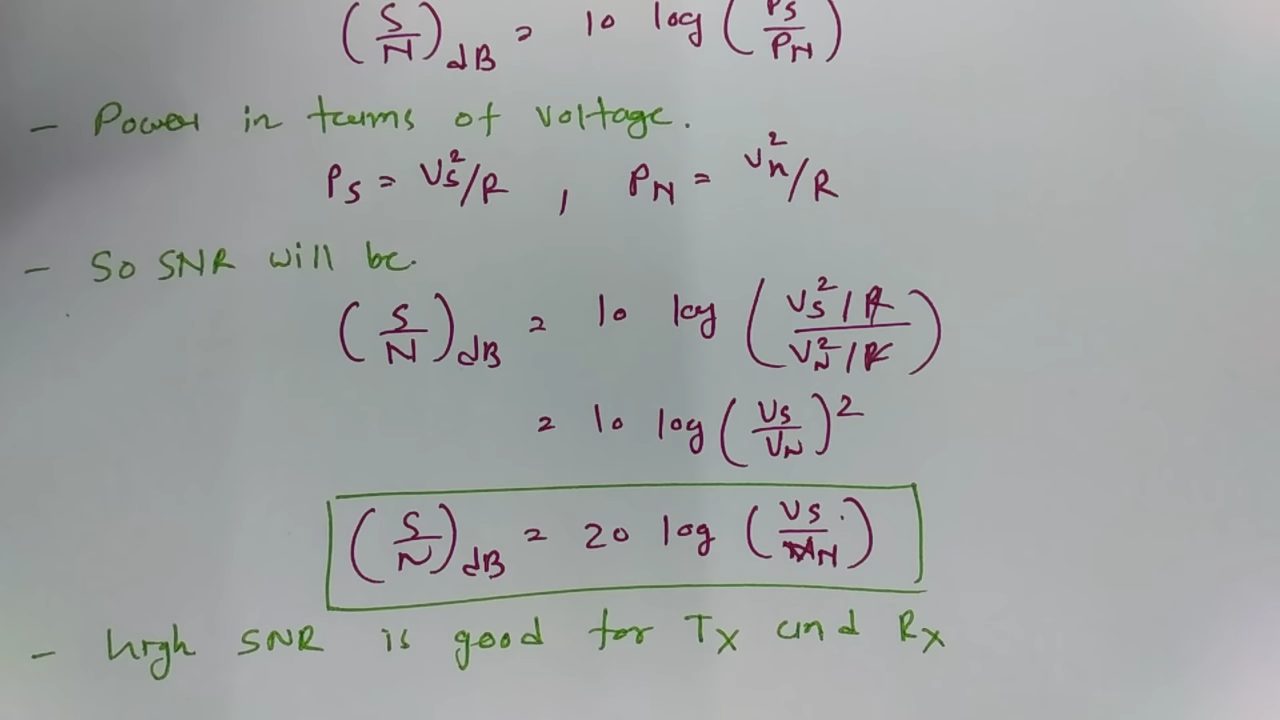 (S/N)dB = 10 log (PS/PN)
- Power in terms of voltage.
PS = VS²/R , PN = Vn²/R
- So SNR will be.
(S/N)dB = 10 log ((VS²/R)/(VN²/R))
= 10 log (VS/VN)²
(S/N)dB = 20 log (VS/VN)
- high SNR is good for TX and RX